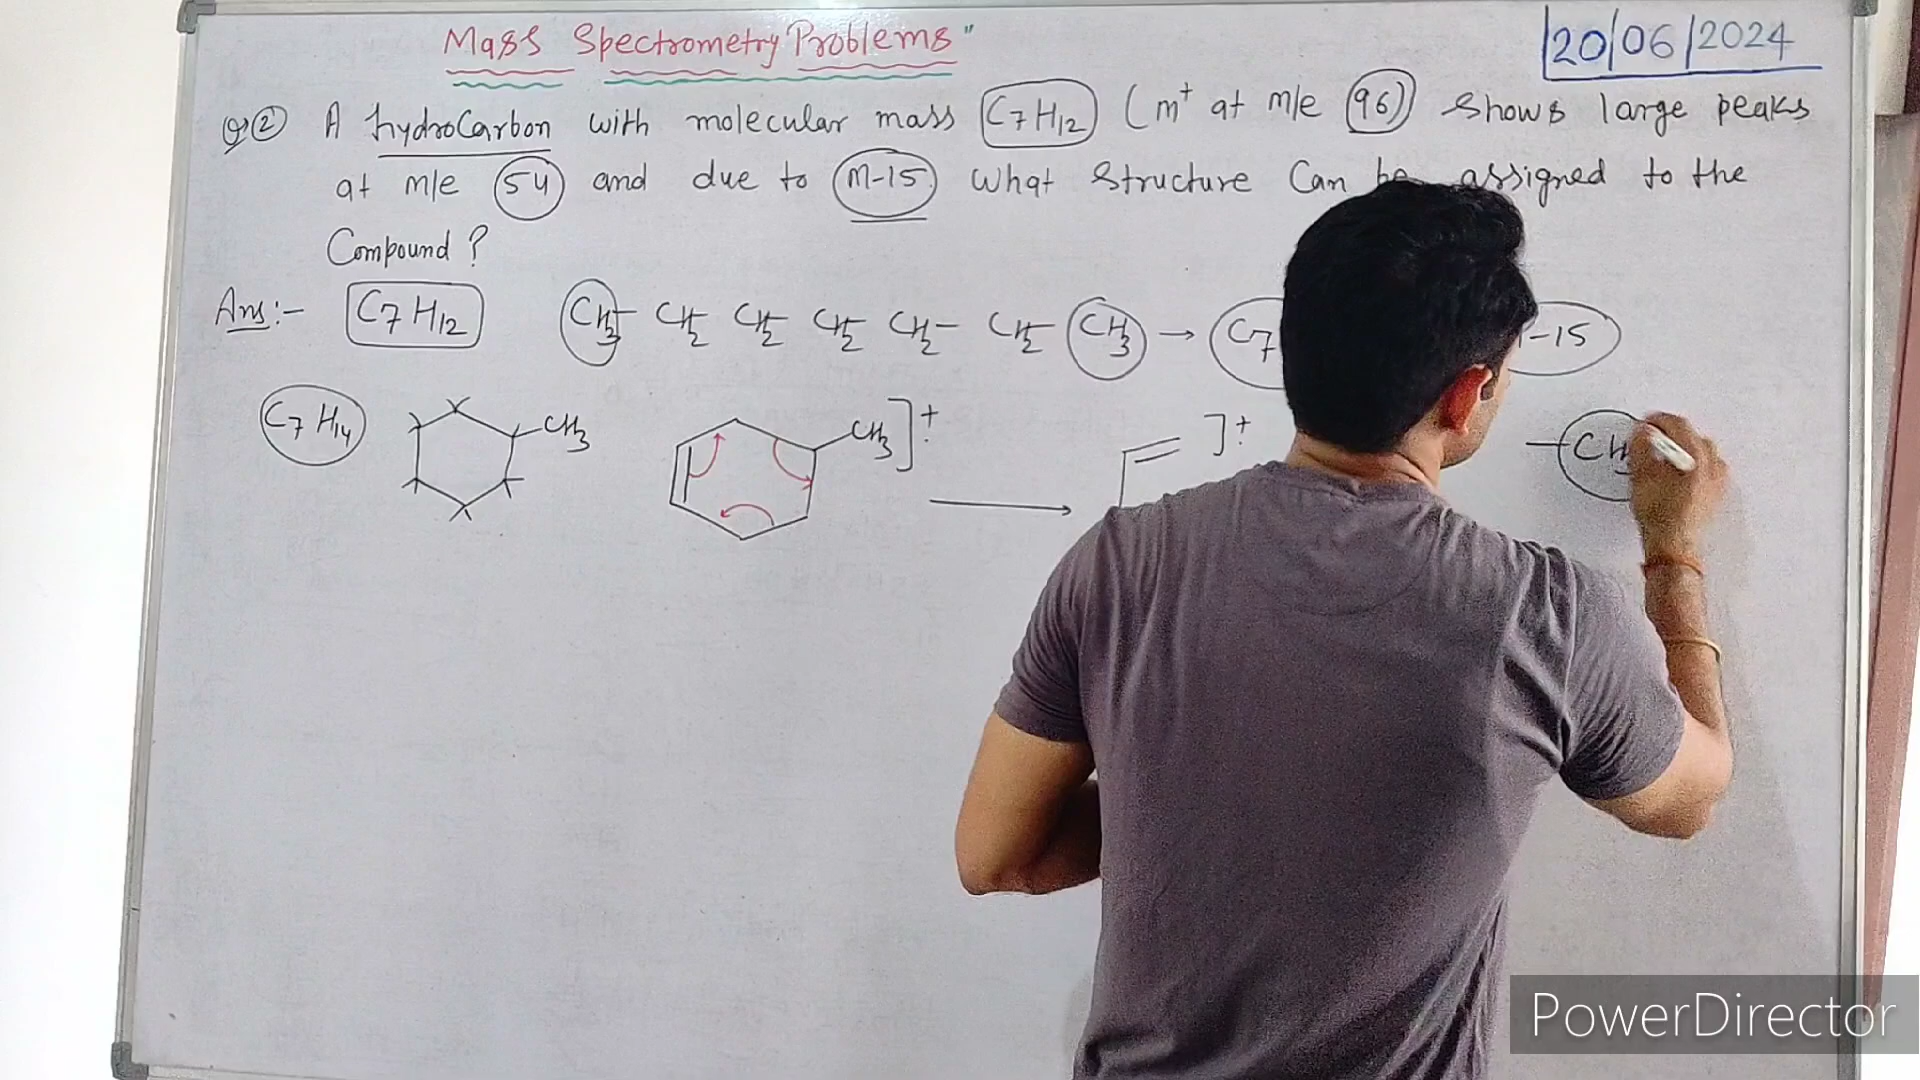 Mass Spectrometry Problems"
20/06/2024
Q② A hydroCarbon with molecular mass C7H12 (m+ at m/e 96) Shows large peaks
at m/e 54 and due to M-15. What Structure Can be assigned to the
Compound?
Ans:- C7H12 CH3-CH2 CH2 CH2 CH2-CH2-CH3 → C7 -15
C7H14 CH3 CH3]+. ]+. -CH3
PowerDirector